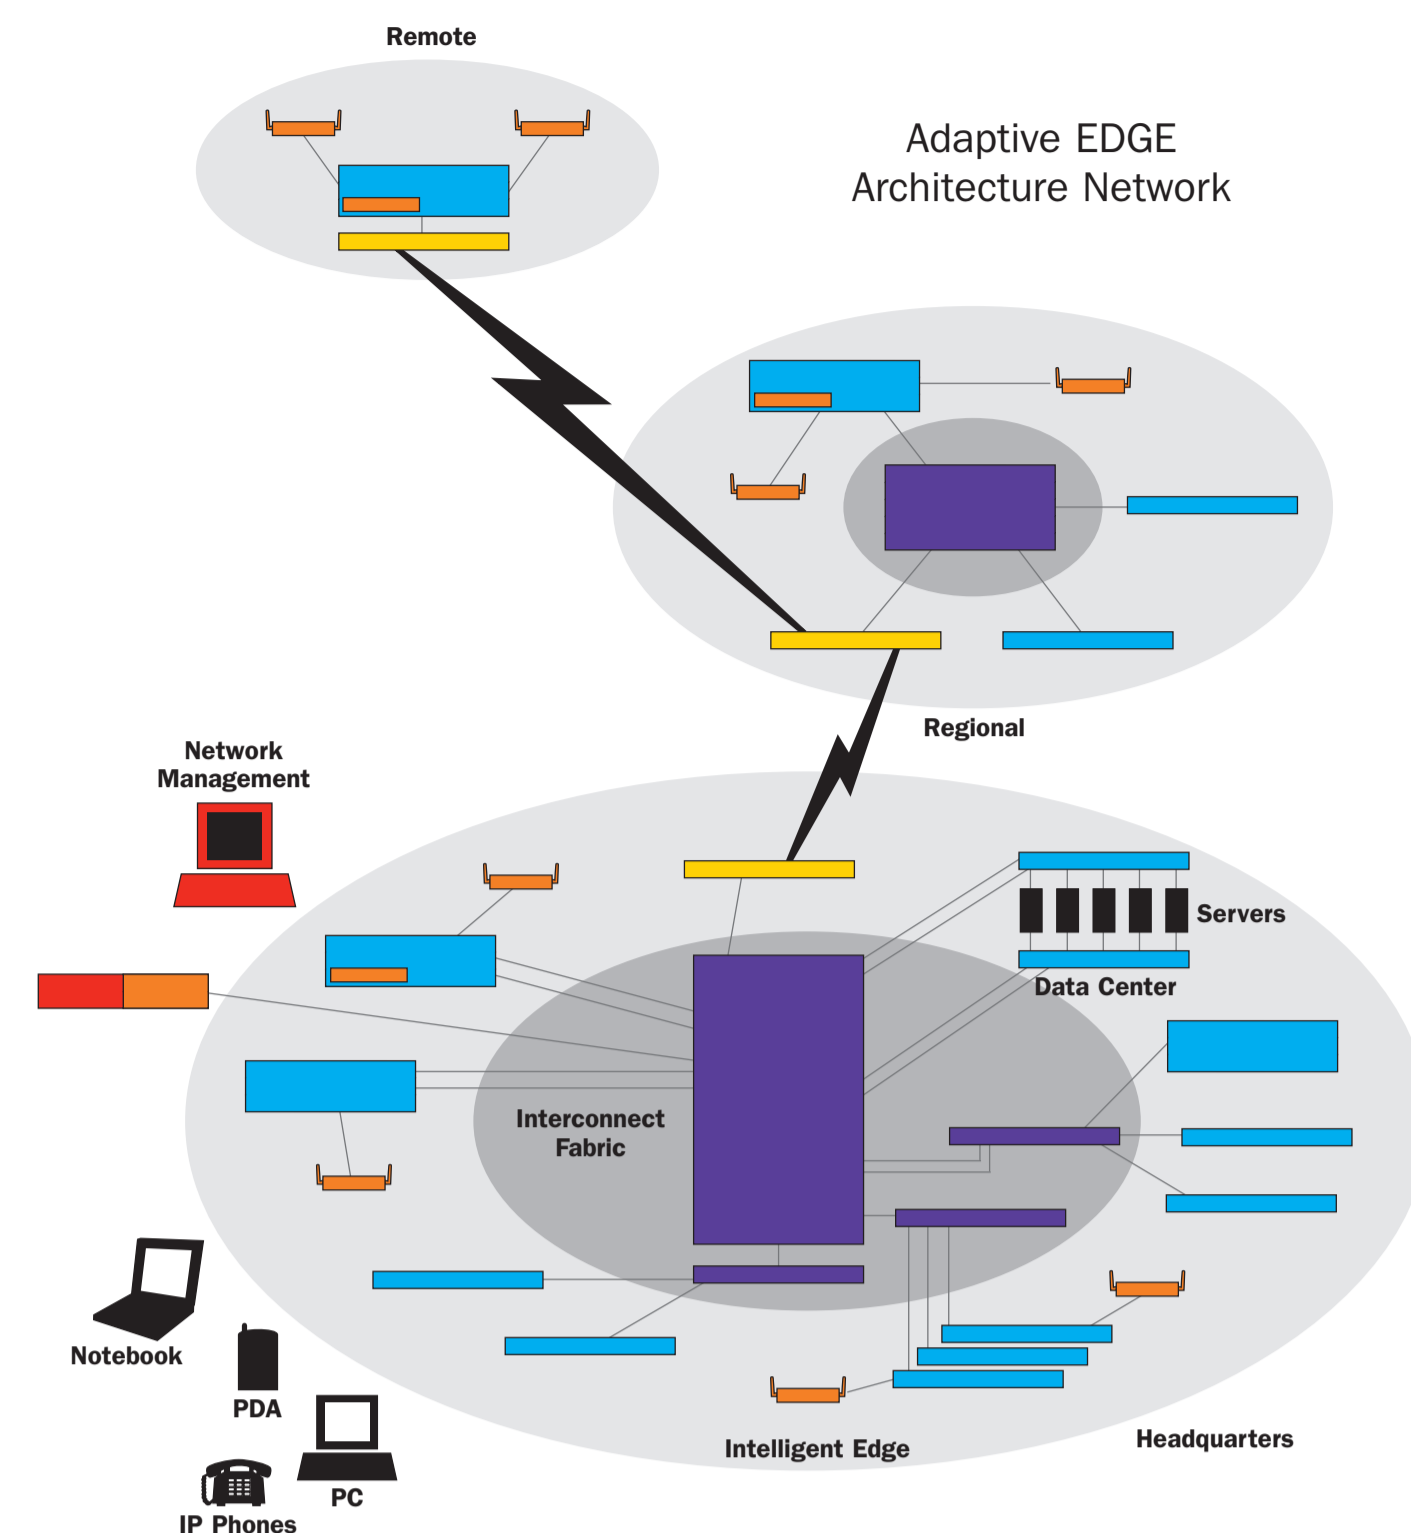 Remote
Adaptive EDGE
Architecture Network
Regional
Network
Management
Servers
Data Center
Interconnect
Fabric
Notebook
PDA
PC
IP Phones
Intelligent Edge
Headquarters